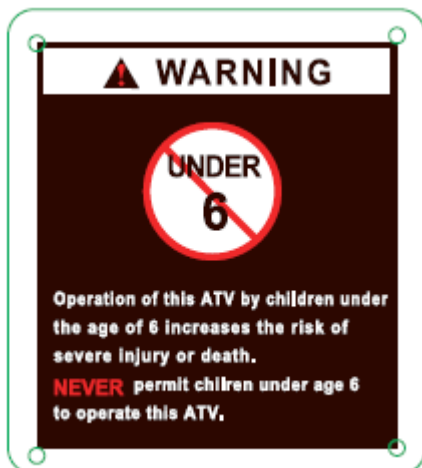 WARNING
UNDER
6
Operation of this ATV by children under
the age of 6 increases the risk of
severe injury or death.
NEVER permit chilren under age 6
to operate this ATV.